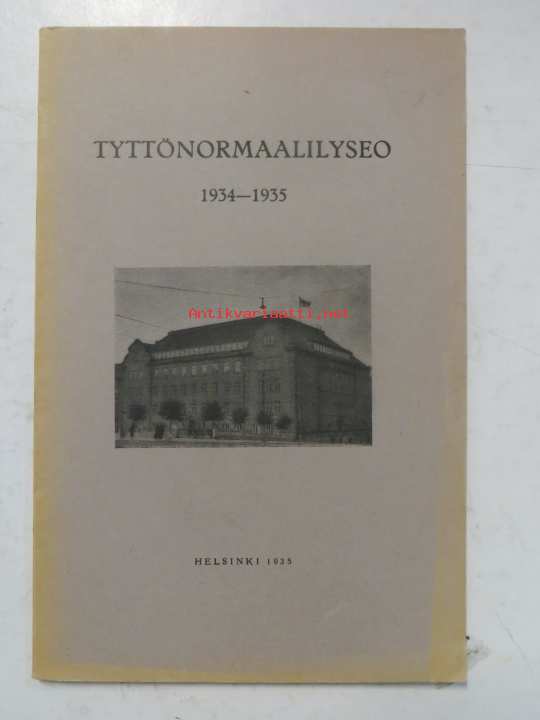 TYTTÖNORMAALILYSEO
1934—1935
Antikvariaatti.net
HELSINKI 1935